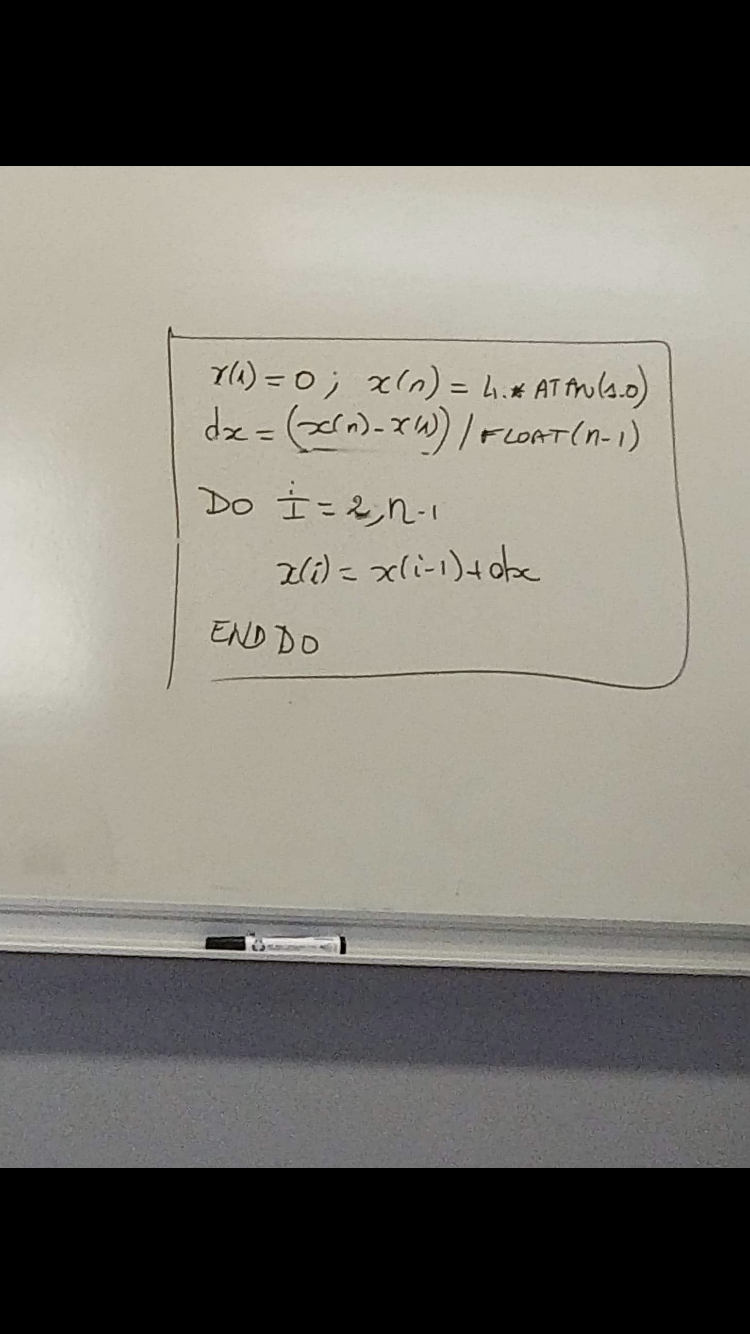 x(1) = 0 ; x(n) = 4.* ATAN(1.0)
dx = (x(n) - x(1)) / FLOAT(n-1)
DO i = 2, n-1
x(i) = x(i-1) + dx
END DO